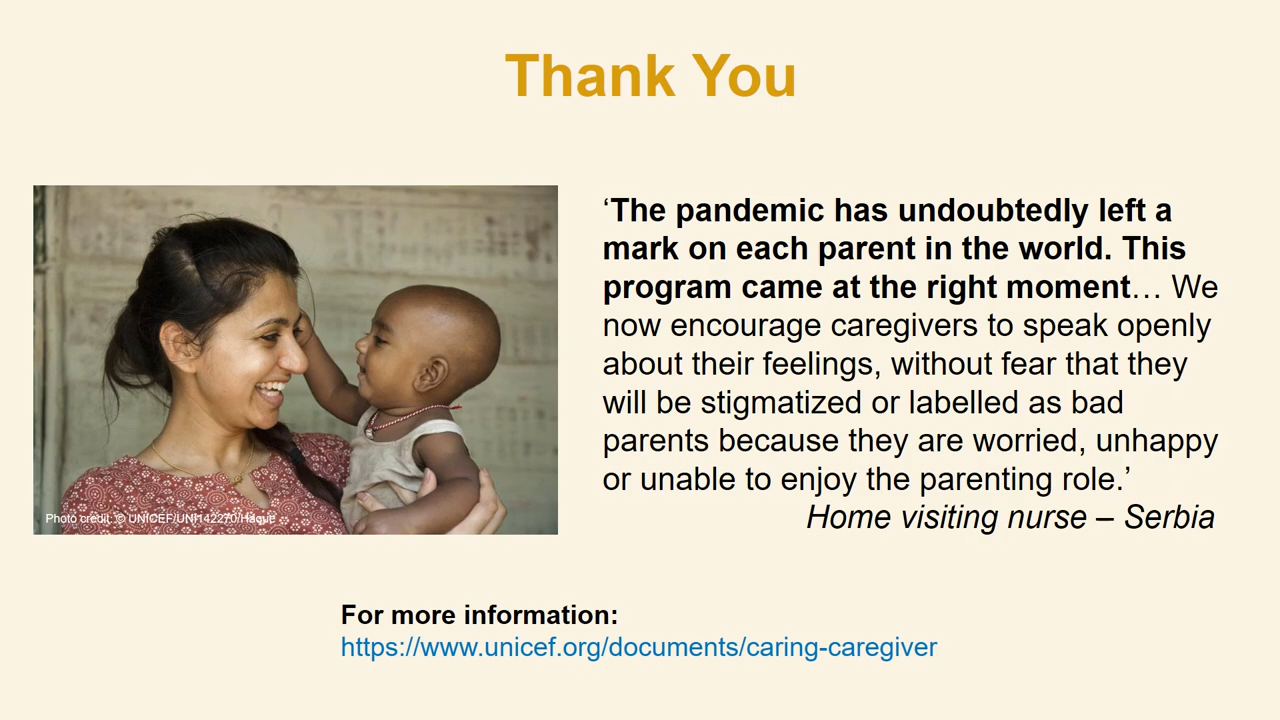 Thank You
‘The pandemic has undoubtedly left a
mark on each parent in the world. This
program came at the right moment… We
now encourage caregivers to speak openly
about their feelings, without fear that they
will be stigmatized or labelled as bad
parents because they are worried, unhappy
or unable to enjoy the parenting role.’
Home visiting nurse – Serbia
Photo credit: © UNICEF/UNI142270/Haque
For more information:
https://www.unicef.org/documents/caring-caregiver